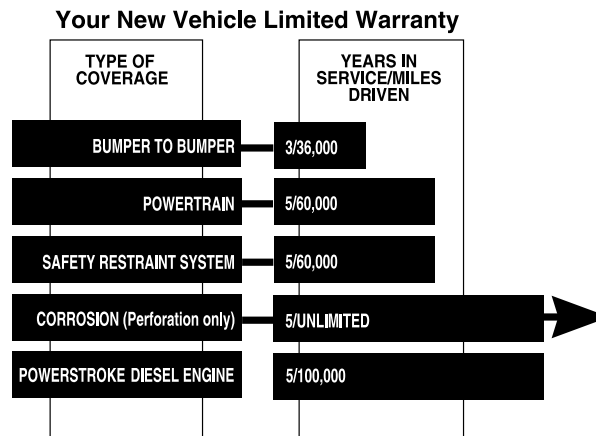 Your New Vehicle Limited Warranty
TYPE OF
COVERAGE
YEARS IN
SERVICE/MILES
DRIVEN
BUMPER TO BUMPER
3/36,000
POWERTRAIN
5/60,000
SAFETY RESTRAINT SYSTEM
5/60,000
CORROSION (Perforation only)
5/UNLIMITED
POWERSTROKE DIESEL ENGINE
5/100,000